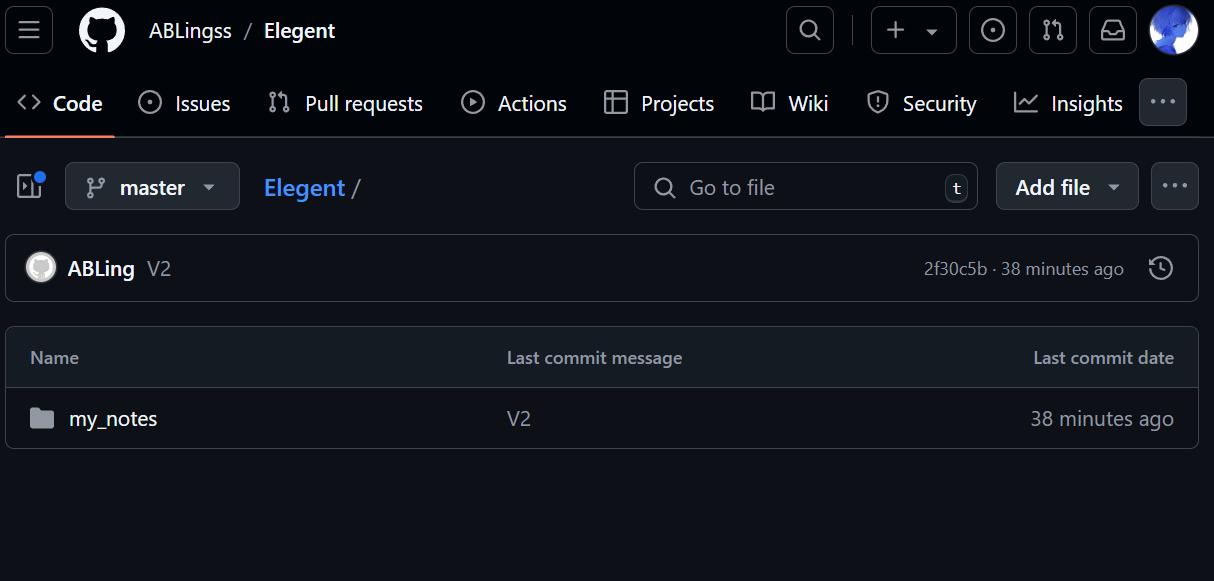 ABLingss / Elegent
Code Issues Pull requests Actions Projects Wiki Security Insights
master Elegent / Go to file t Add file
ABLing V2 2f30c5b · 38 minutes ago
Name Last commit message Last commit date
my_notes V2 38 minutes ago